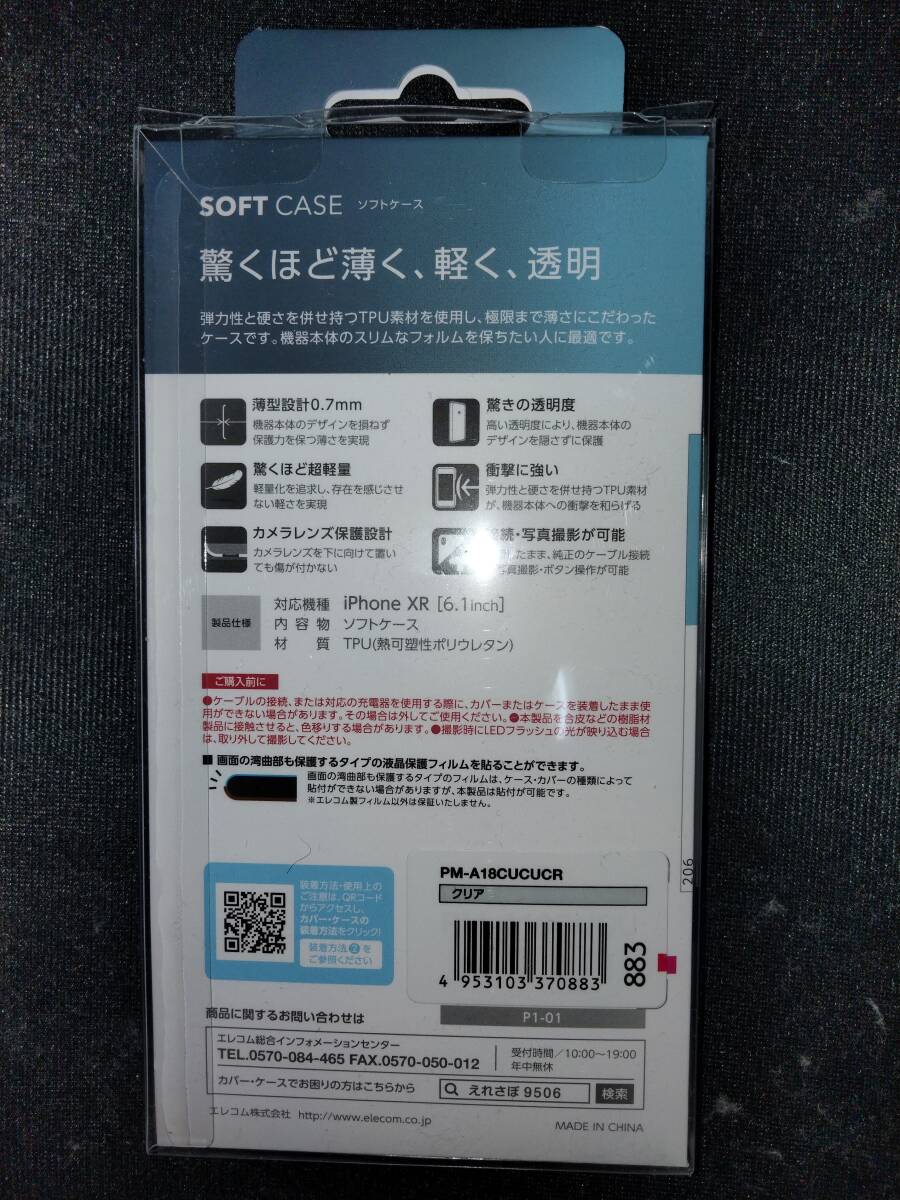 SOFT CASE ソフトケース
驚くほど薄く、軽く、透明
弾力性と硬さを併せ持つTPU素材を使用し、極限まで薄さにこだわった
ケースです。機器本体のスリムなフォルムを保ちたい人に最適です。
薄型設計0.7mm
機器本体のデザインを損ねず
保護力を保つ薄さを実現
驚きの透明度
高い透明度により、機器本体の
デザインを隠さずに保護
驚くほど超軽量
軽量化を追求し、存在を感じさせ
ない軽さを実現
衝撃に強い
弾力性と硬さを併せ持つTPU素材
が、機器本体への衝撃を和らげる
カメラレンズ保護設計
カメラレンズを下に向けて置い
ても傷が付かない
続・写真撮影が可能
したまま、純正のケーブル接続
写真撮影・ボタン操作が可能
製品仕様
対応機種 iPhone XR [6.1inch]
内容物 ソフトケース
材質 TPU(熱可塑性ポリウレタン)
ご購入前に
●ケーブルの接続、または対応の充電器を使用する際に、カバーまたはケースを装着したまま使
用ができない場合があります。その場合は外してご使用ください。●本製品を合皮などの樹脂材
製品に接触させると、色移りする場合があります。●撮影時にLEDフラッシュの光が映り込む場合
は、取り外して撮影してください。
■ 画面の湾曲部も保護するタイプの液晶保護フィルムを貼ることができます。
画面の湾曲部も保護するタイプのフィルムは、ケース・カバーの種類によって
貼付ができない場合がありますが、本製品は貼付が可能です。
※エレコム製フィルム以外は保証いたしません。
装着方法・使用上の
ご注意は、QRコード
からアクセスし、
カバー・ケースの
装着方法をクリック!
装着方法②を
ご参照ください
PM-A18CUCUCR
クリア
4 953103 370883
883
206
P1-01
商品に関するお問い合わせは
エレコム総合インフォメーションセンター
TEL.0570-084-465 FAX.0570-050-012
受付時間/10:00～19:00
年中無休
カバー・ケースでお困りの方はこちらから
えれさぽ 9506 検索
エレコム株式会社 http://www.elecom.co.jp
MADE IN CHINA